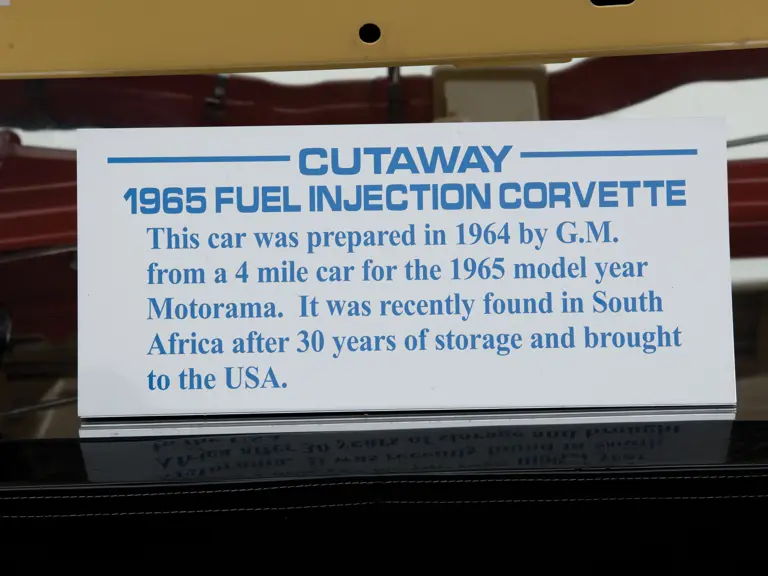 CUTAWAY
1965 FUEL INJECTION CORVETTE
This car was prepared in 1964 by G.M.
from a 4 mile car for the 1965 model year
Motorama. It was recently found in South
Africa after 30 years of storage and brought
to the USA.